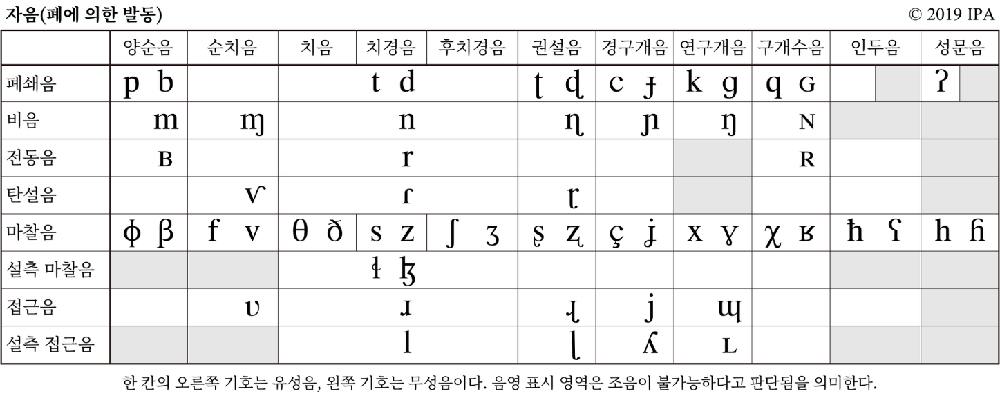 자음(폐에 의한 발동) © 2019 IPA
양순음 순치음 치음 치경음 후치경음 권설음 경구개음 연구개음 구개수음 인두음 성문음
폐쇄음 p b t d ʈ ɖ c ɟ k ɡ q ɢ ʔ
비음 m ɱ n ɳ ɲ ŋ ɴ
전동음 ʙ r ʀ
탄설음 ⱱ ɾ ɽ
마찰음 ɸ β f v θ ð s z ʃ ʒ ʂ ʐ ç ʝ x ɣ χ ʁ ħ ʕ h ɦ
설측 마찰음 ɬ ɮ
접근음 ʋ ɹ ɻ j ɰ
설측 접근음 l ɭ ʎ ʟ
한 칸의 오른쪽 기호는 유성음, 왼쪽 기호는 무성음이다. 음영 표시 영역은 조음이 불가능하다고 판단됨을 의미한다.